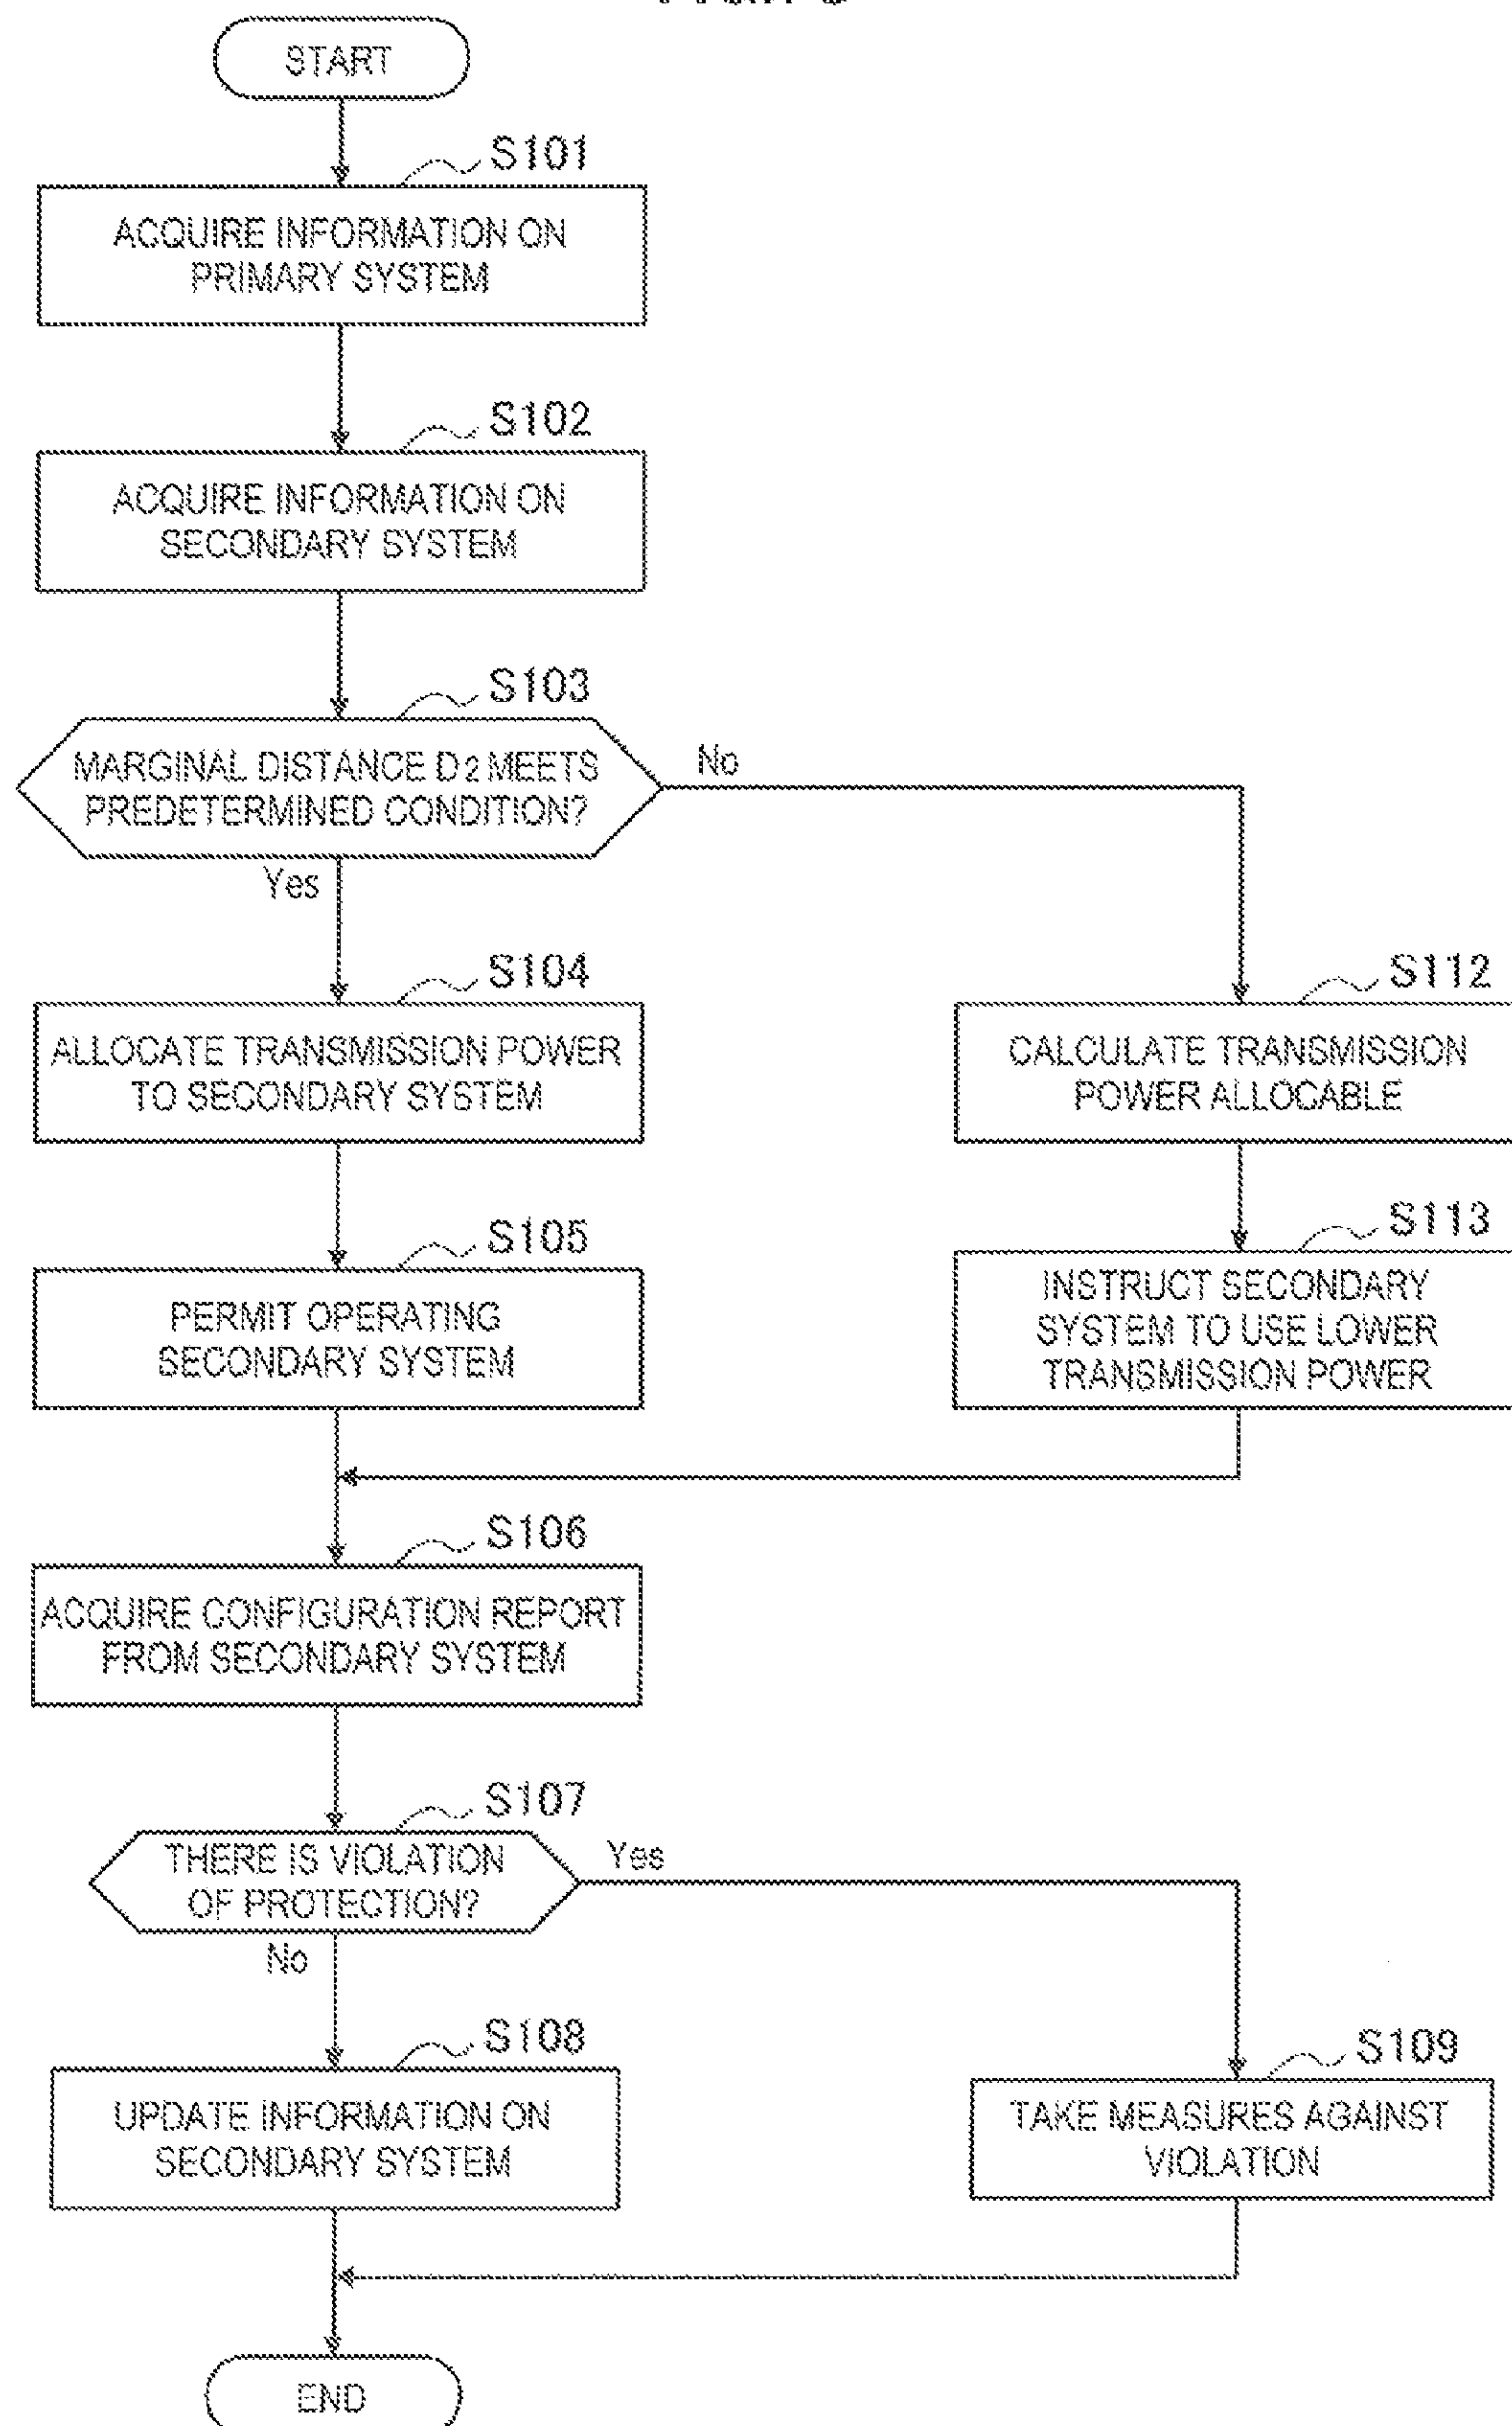 START
S101
ACQUIRE INFORMATION ON
PRIMARY SYSTEM
S102
ACQUIRE INFORMATION ON
SECONDARY SYSTEM
S103
MARGINAL DISTANCE D2 MEETS
PREDETERMINED CONDITION?
No
Yes
S104
ALLOCATE TRANSMISSION POWER
TO SECONDARY SYSTEM
S112
CALCULATE TRANSMISSION
POWER ALLOCABLE
S105
PERMIT OPERATING
SECONDARY SYSTEM
S113
INSTRUCT SECONDARY
SYSTEM TO USE LOWER
TRANSMISSION POWER
S106
ACQUIRE CONFIGURATION REPORT
FROM SECONDARY SYSTEM
S107
THERE IS VIOLATION
OF PROTECTION?
Yes
No
S108
UPDATE INFORMATION ON
SECONDARY SYSTEM
S109
TAKE MEASURES AGAINST
VIOLATION
END